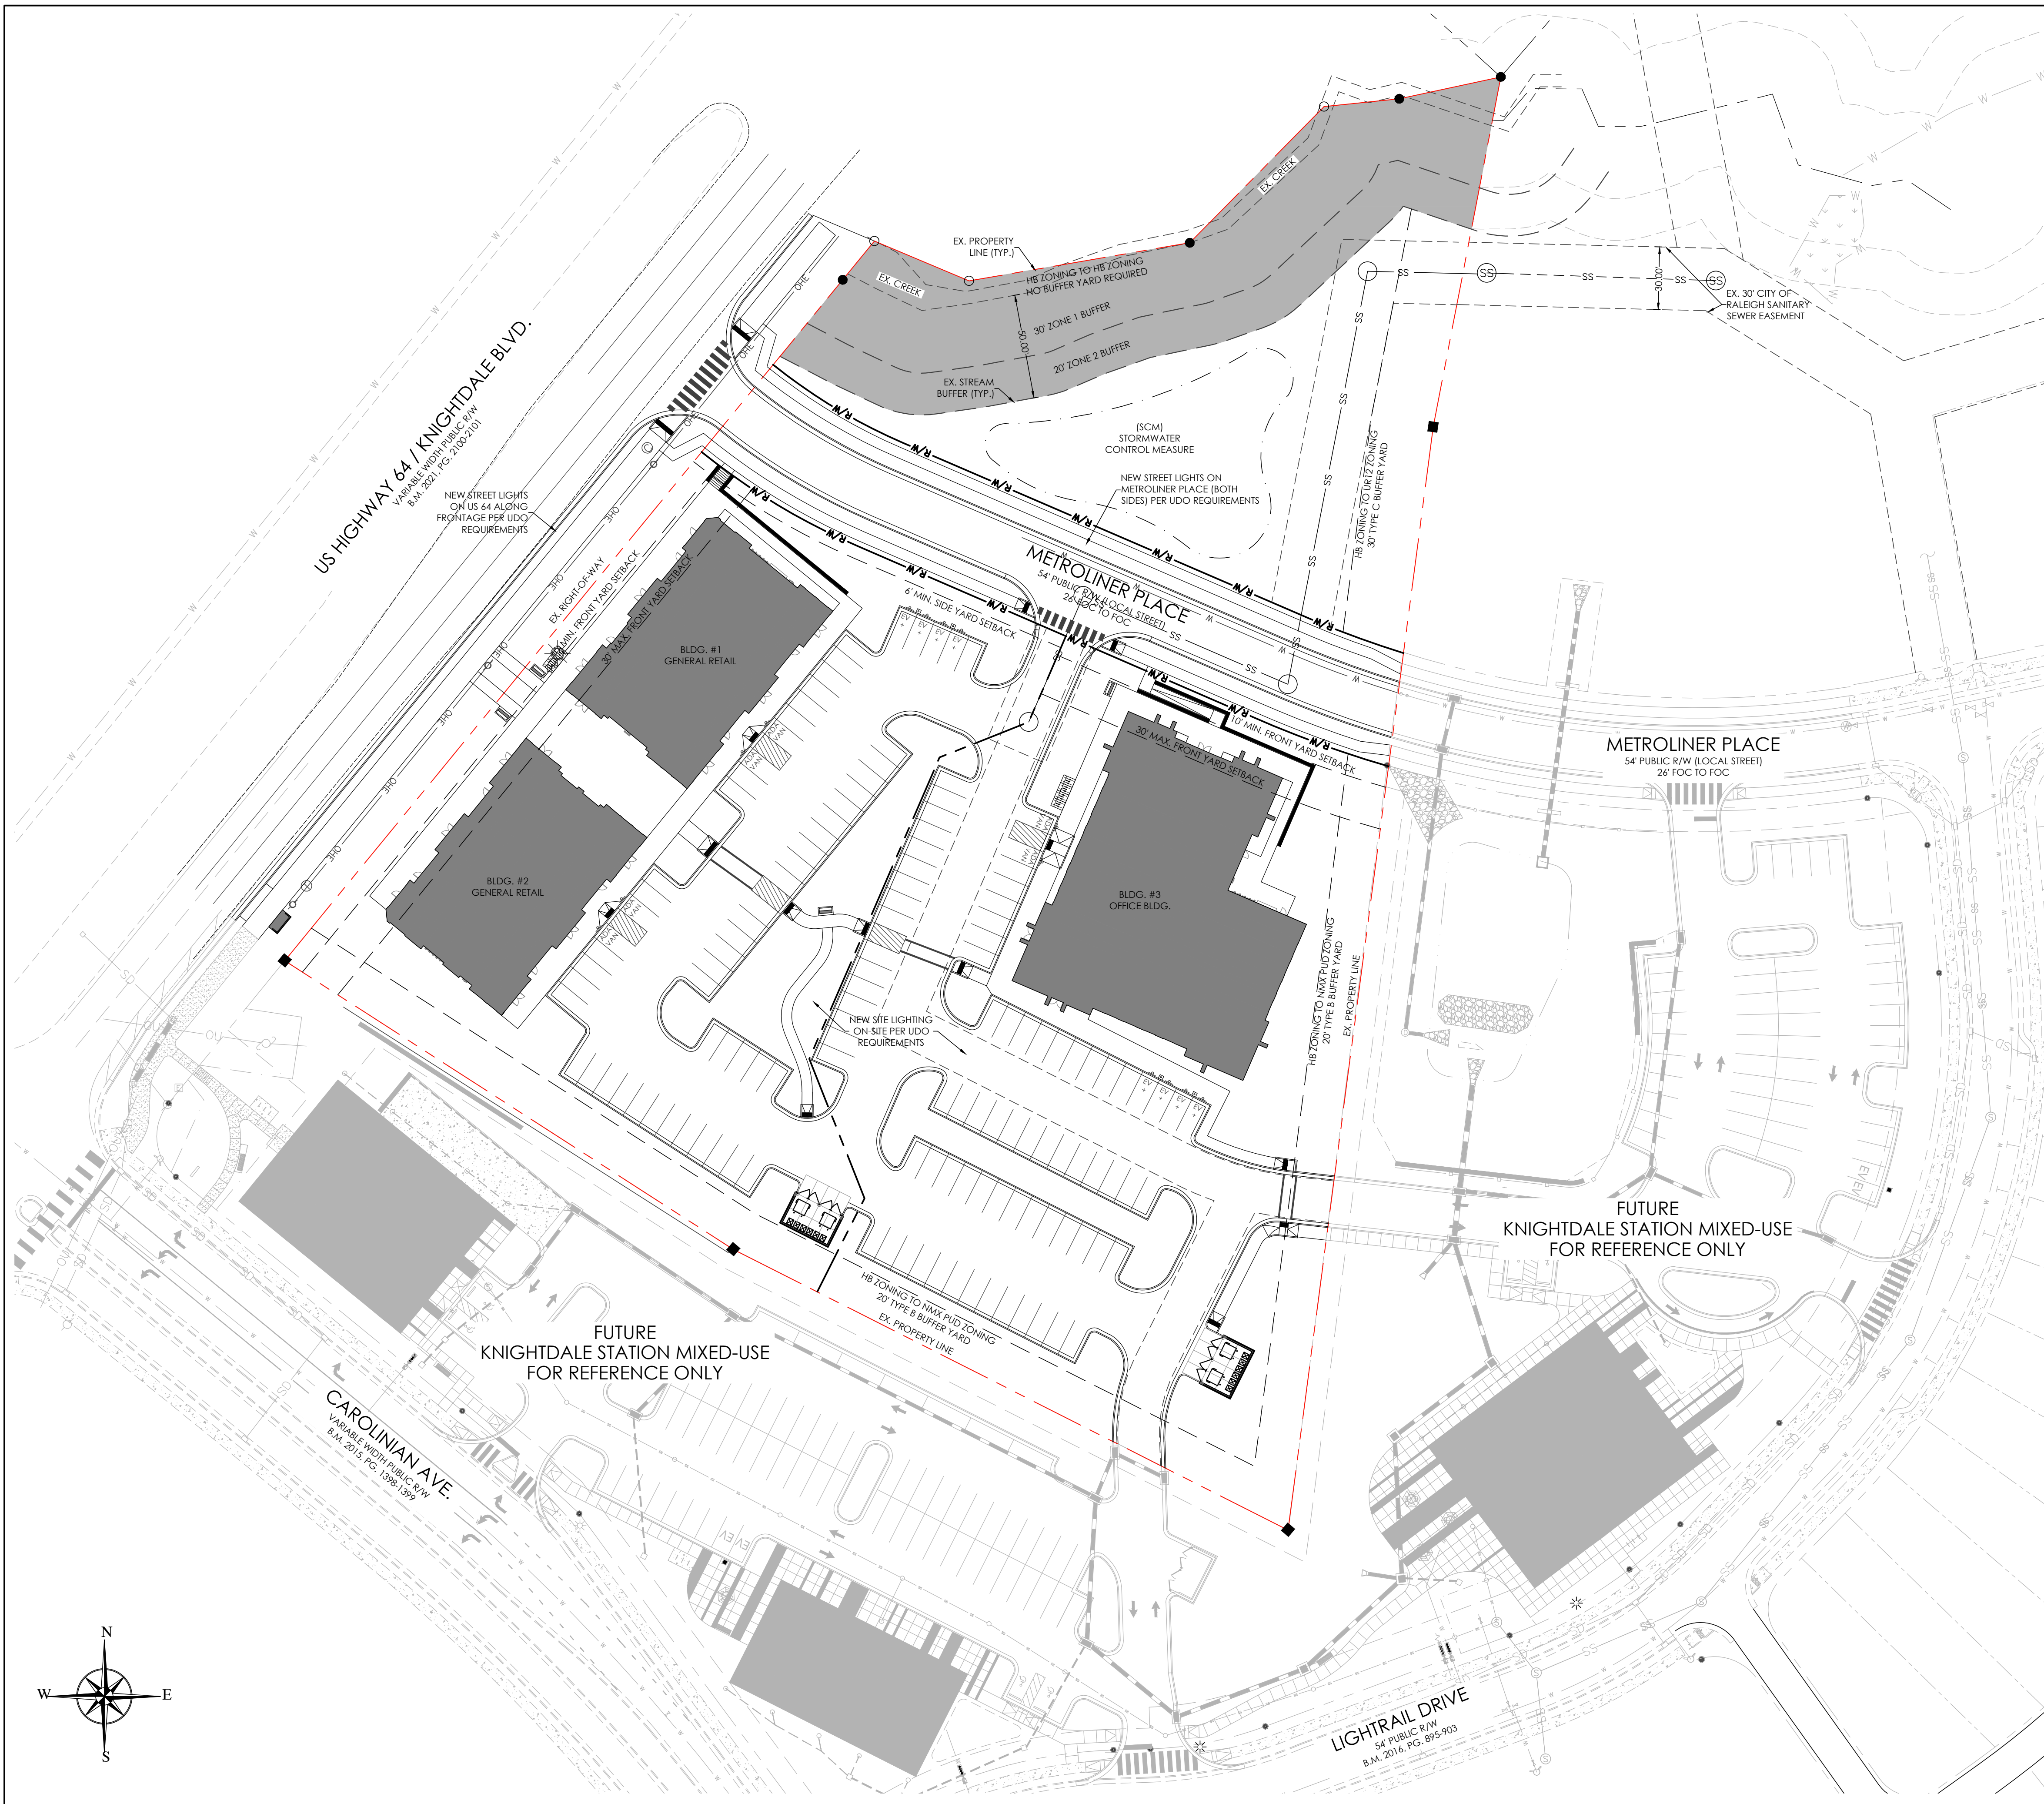 EX. CREEK
EX. PROPERTY
LINE (TYP.)
HB ZONING TO HB ZONING
NO BUFFER YARD REQUIRED
EX. CREEK
30' ZONE 1 BUFFER
50.00'
20' ZONE 2 BUFFER
EX. STREAM
BUFFER (TYP.)
30.00'
EX. 30' CITY OF
RALEIGH SANITARY
SEWER EASEMENT
US HIGHWAY 64 / KNIGHTDALE BLVD.
VARIABLE WIDTH PUBLIC R/W
B.M. 2021, PG. 2100-2101
NEW STREET LIGHTS
ON US 64 ALONG
FRONTAGE PER UDO
REQUIREMENTS
(SCM)
STORMWATER
CONTROL MEASURE
NEW STREET LIGHTS ON
METROLINER PLACE (BOTH
SIDES) PER UDO REQUIREMENTS
HB ZONING TO UR12 ZONING
30' TYPE C BUFFER YARD
EX. RIGHT-OF-WAY
MIN. FRONT YARD SETBACK
30' MAX. FRONT YARD SETBACK
BLDG. #1
GENERAL RETAIL
6' MIN. SIDE YARD SETBACK
METROLINER PLACE
54' PUBLIC R/W (LOCAL STREET)
26' FOC TO FOC
10' MIN. FRONT YARD SETBACK
30' MAX. FRONT YARD SETBACK
METROLINER PLACE
54' PUBLIC R/W (LOCAL STREET)
26' FOC TO FOC
BLDG. #2
GENERAL RETAIL
BLDG. #3
OFFICE BLDG.
HB ZONING TO NMX PUD ZONING
20' TYPE B BUFFER YARD
EX. PROPERTY LINE
NEW SITE LIGHTING
ON-SITE PER UDO
REQUIREMENTS
FUTURE
KNIGHTDALE STATION MIXED-USE
FOR REFERENCE ONLY
HB ZONING TO NMX PUD ZONING
20' TYPE B BUFFER YARD
EX. PROPERTY LINE
FUTURE
KNIGHTDALE STATION MIXED-USE
FOR REFERENCE ONLY
CAROLINIAN AVE.
VARIABLE WIDTH PUBLIC R/W
B.M. 2015, PG. 1398-1399
LIGHTRAIL DRIVE
54' PUBLIC R/W
B.M. 2016, PG. 895-903
N
W
E
S